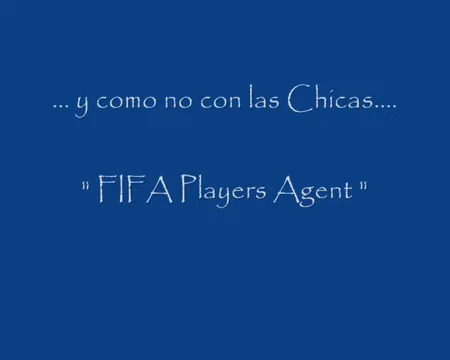 ... y como no con las Chicas....
" FIFA Players Agent "